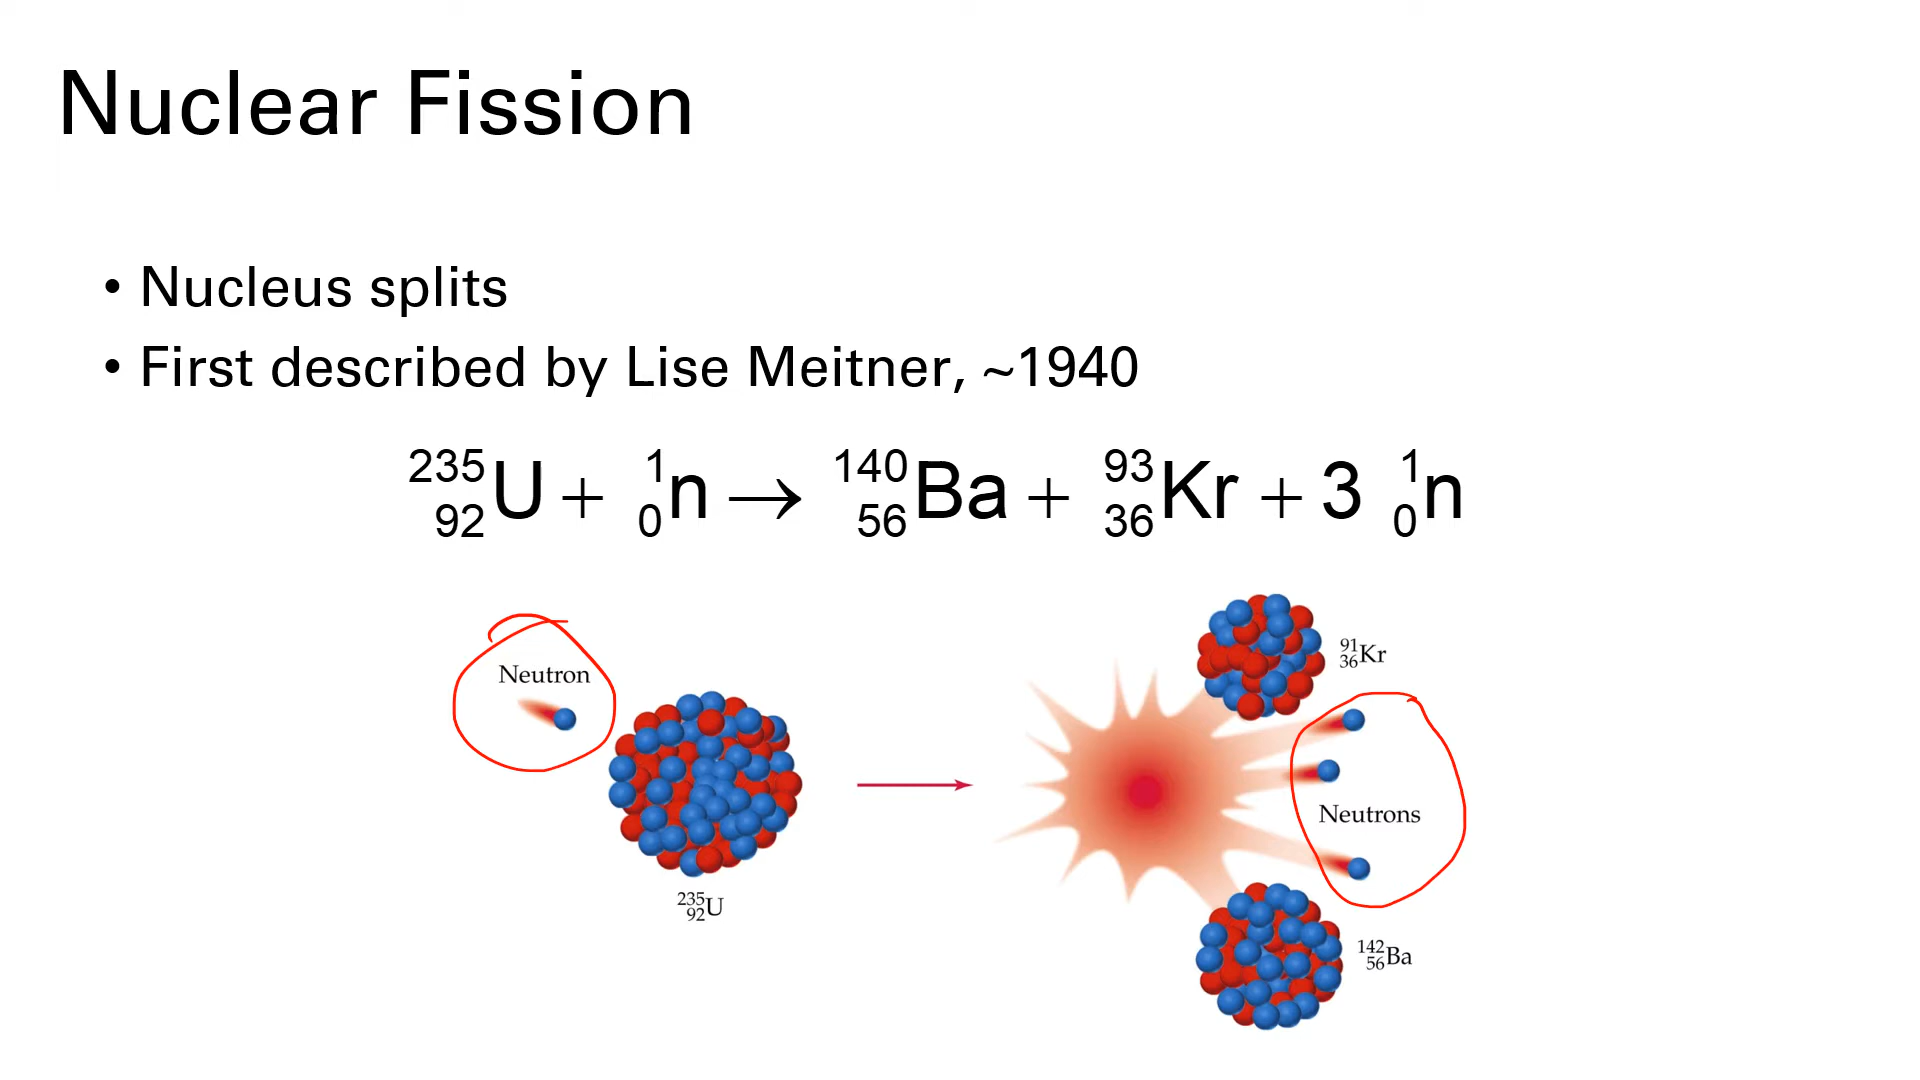 Nuclear Fission
• Nucleus splits
• First described by Lise Meitner, ~1940
²³⁵₉₂U + ¹₀n → ¹⁴⁰₅₆Ba + ⁹³₃₆Kr + 3 ¹₀n
Neutron
⁹¹₃₆Kr
Neutrons
²³⁵₉₂U
¹⁴²₅₆Ba